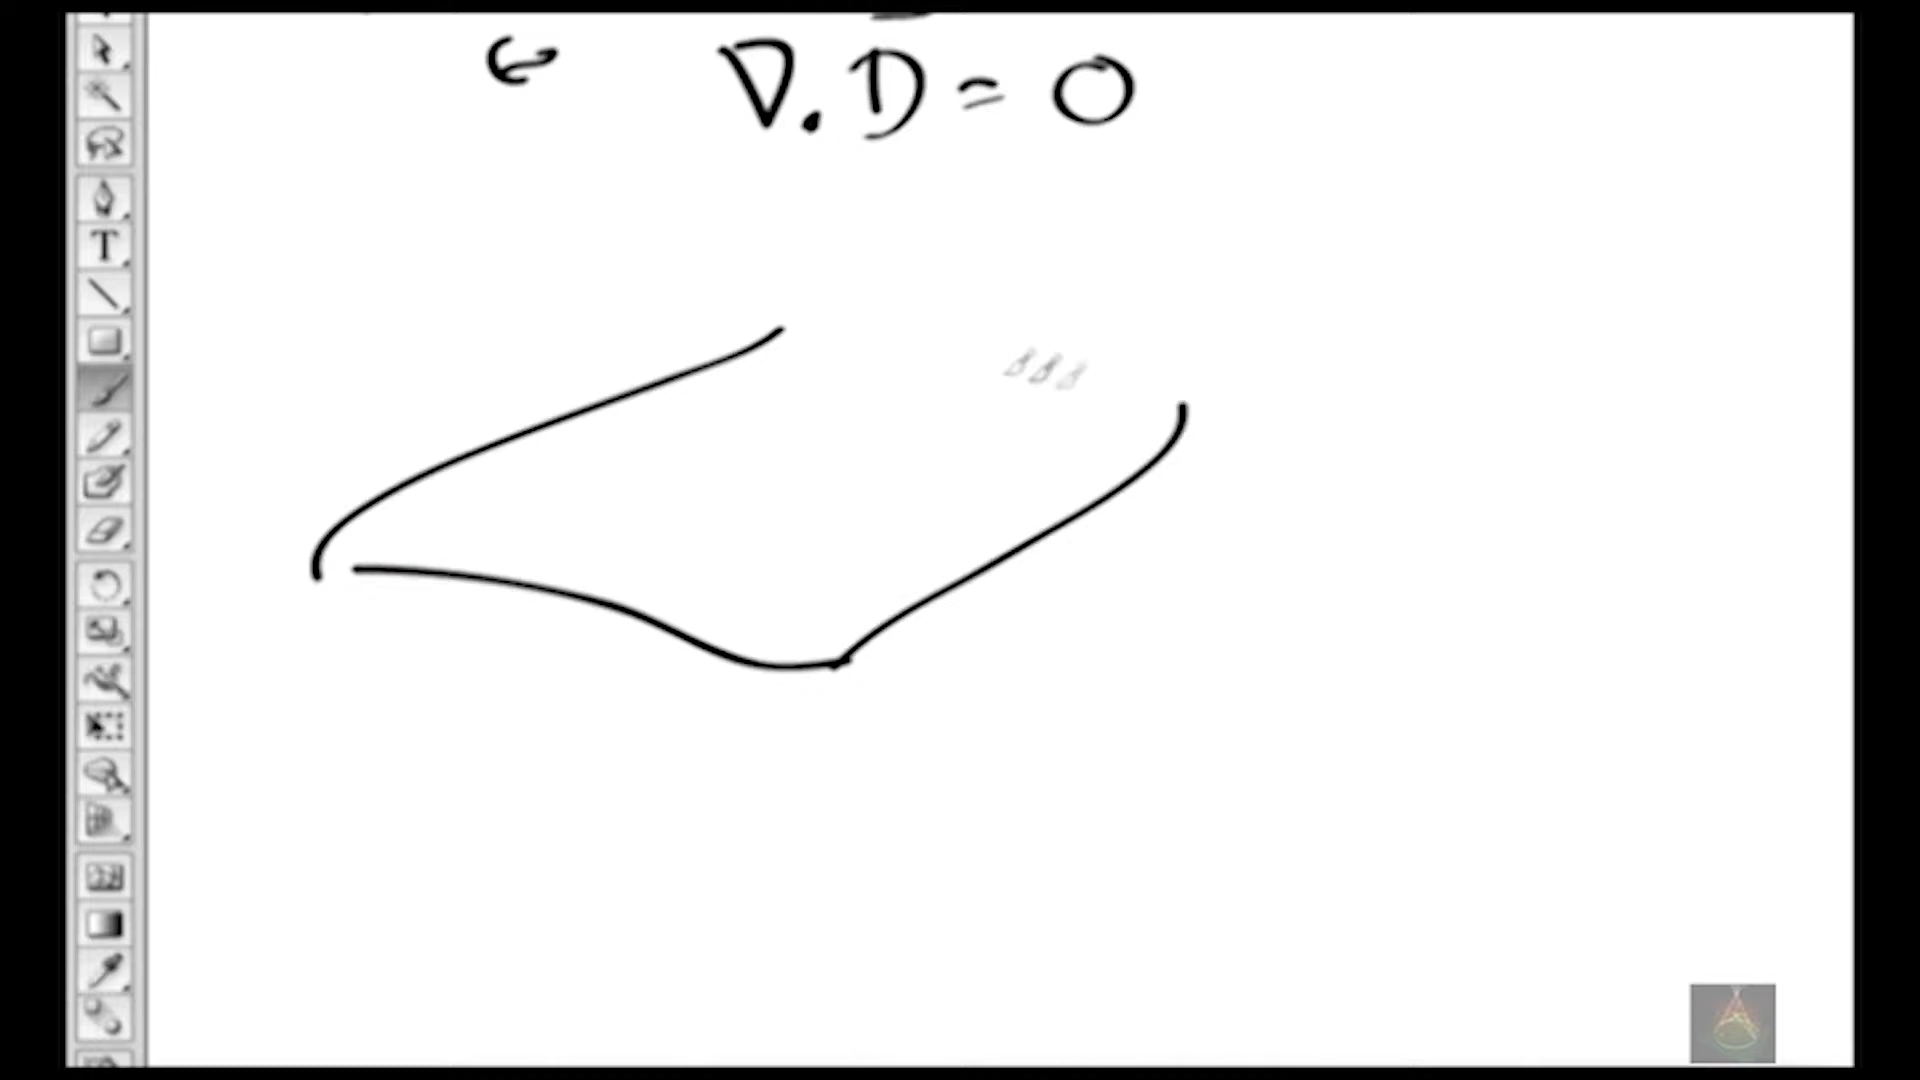 ∇.D = 0